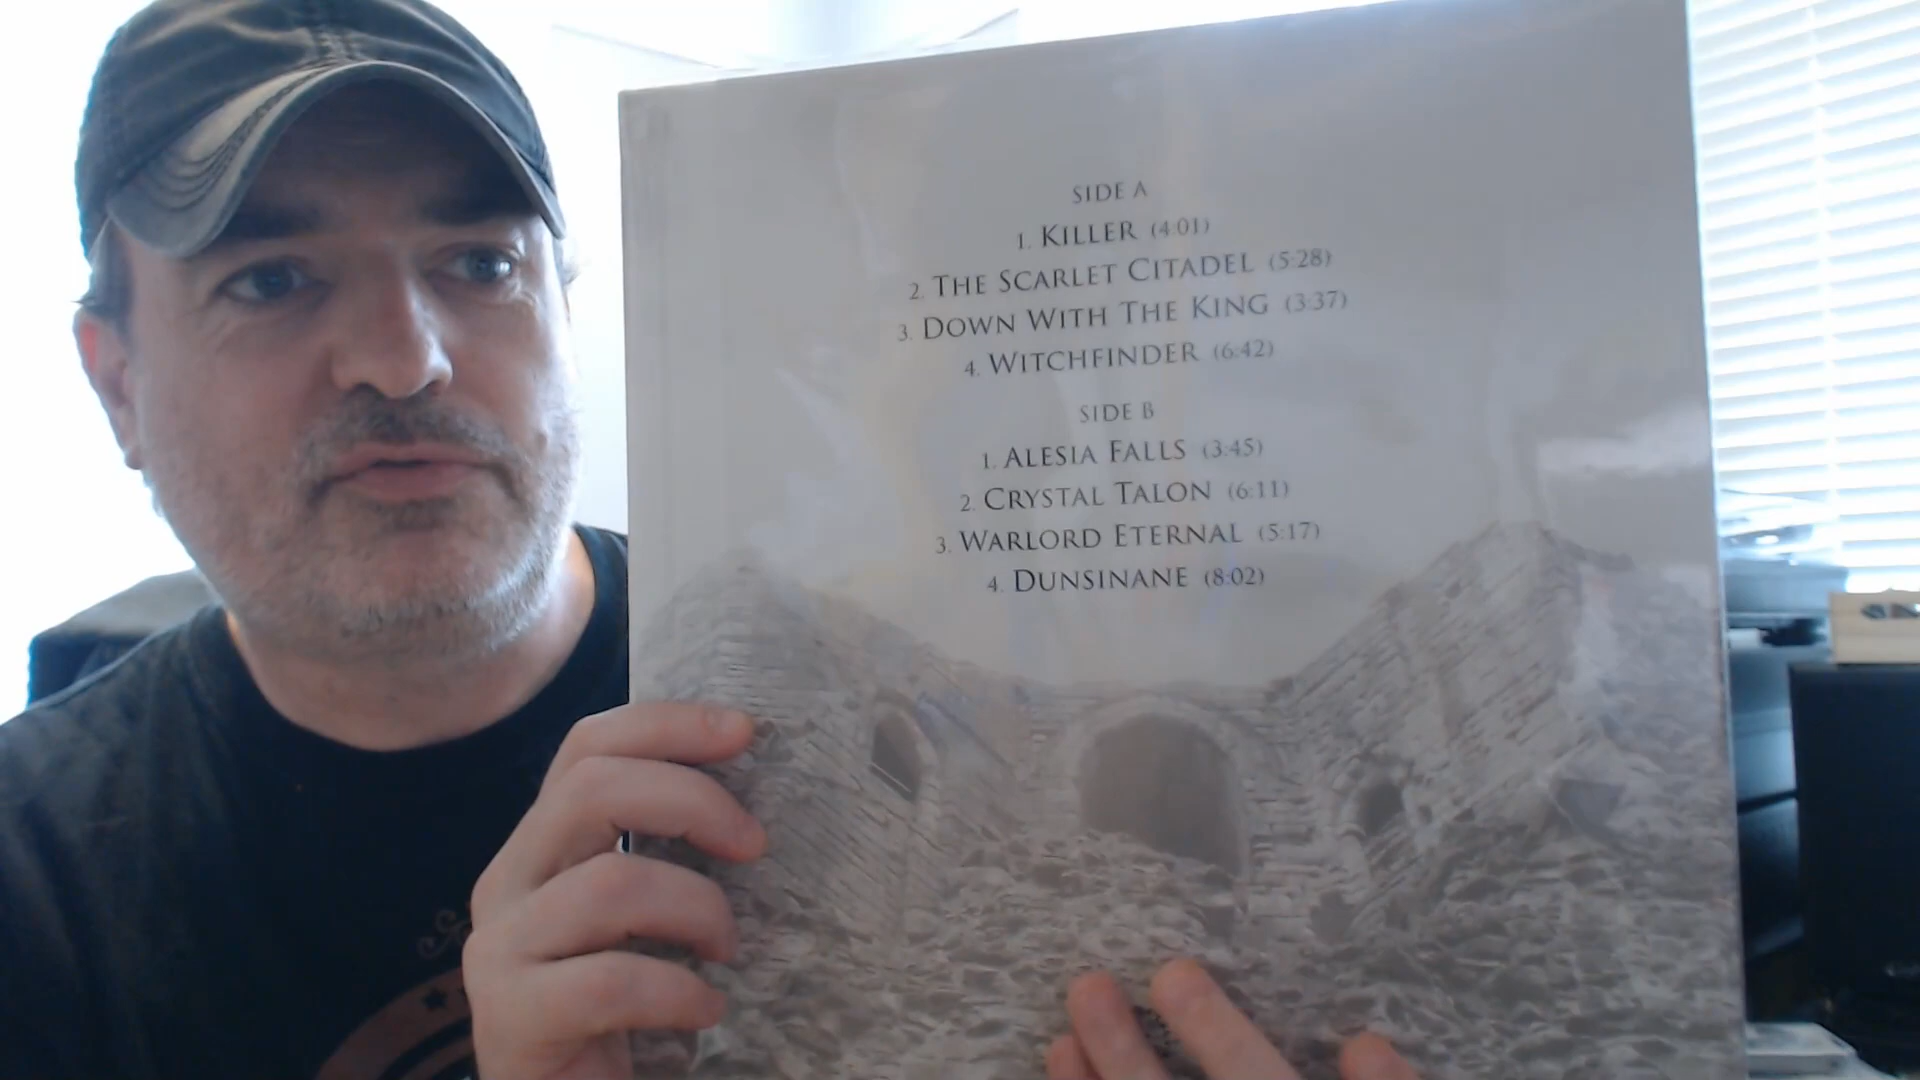 SIDE A
1. KILLER (4:01)
2. THE SCARLET CITADEL (5:28)
3. DOWN WITH THE KING (3:37)
4. WITCHFINDER (6:42)
SIDE B
1. ALESIA FALLS (3:45)
2. CRYSTAL TALON (6:11)
3. WARLORD ETERNAL (5:17)
4. DUNSINANE (8:02)